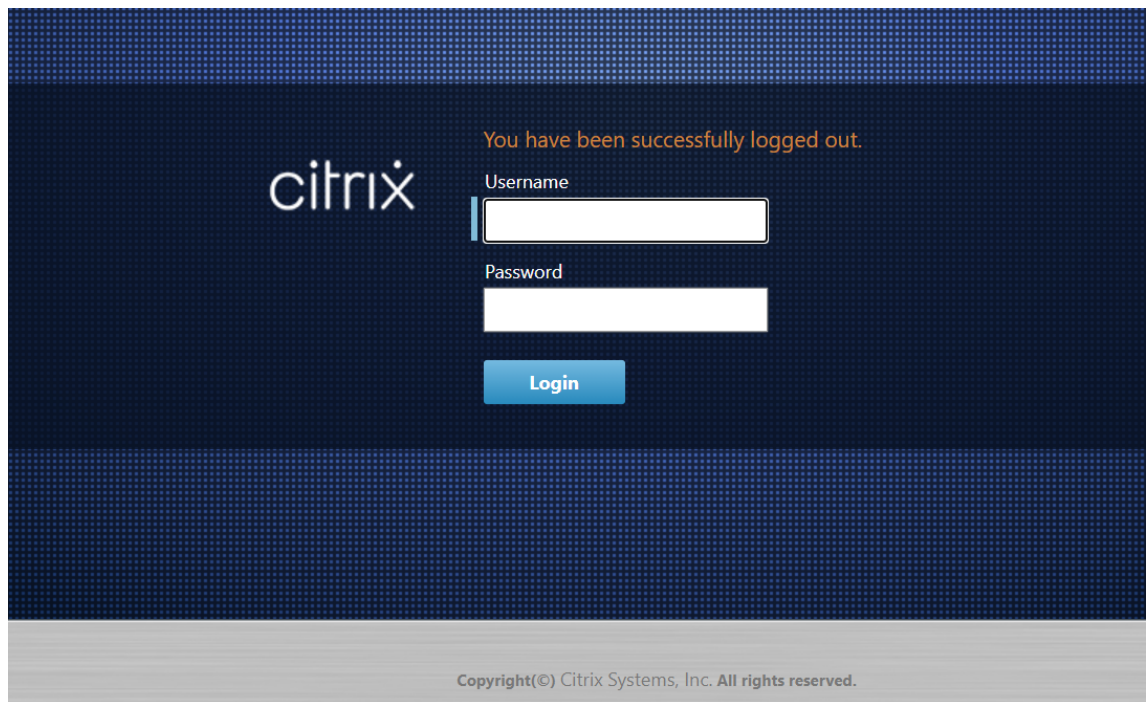 You have been successfully logged out.
citrix
Username
Password
Login
Copyright(©) Citrix Systems, Inc. All rights reserved.